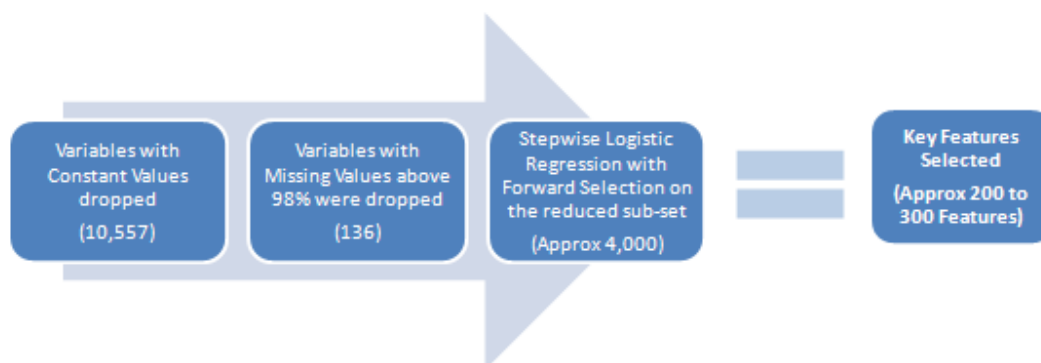 Variables with
Constant Values
dropped
(10,557)
Variables with
Missing Values above
98% were dropped
(136)
Stepwise Logistic
Regression with
Forward Selection on
the reduced sub-set
(Approx 4,000)
Key Features
Selected
(Approx 200 to
300 Features)